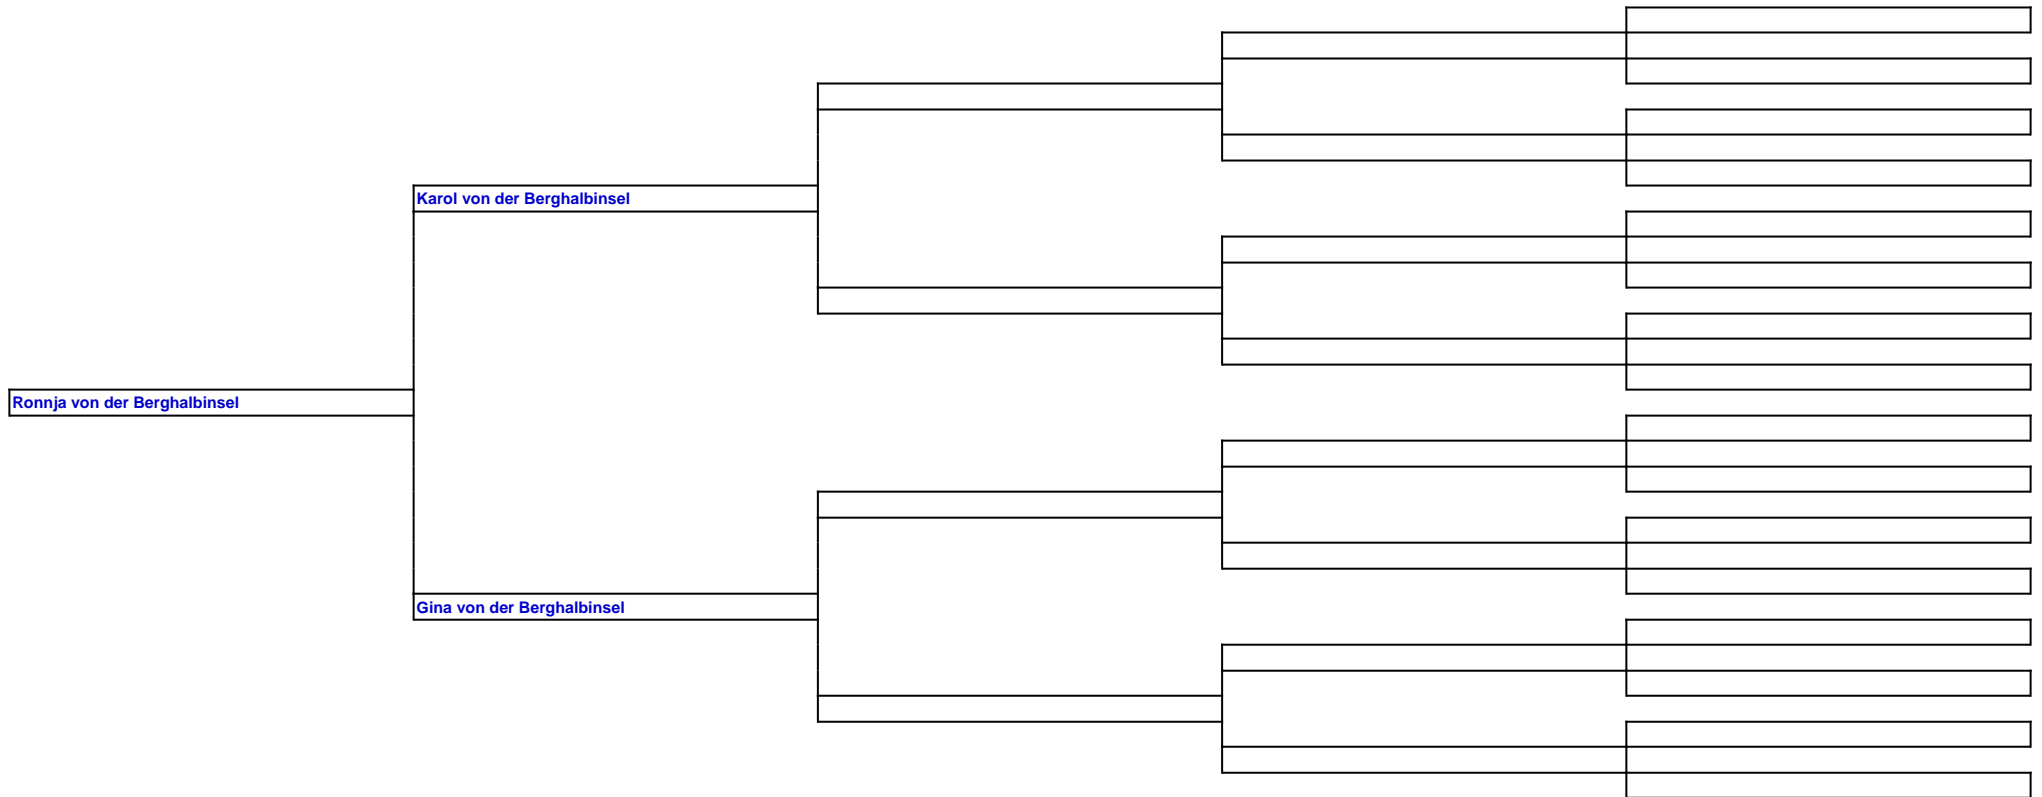 Karol von der Berghalbinsel
Ronnja von der Berghalbinsel
Gina von der Berghalbinsel